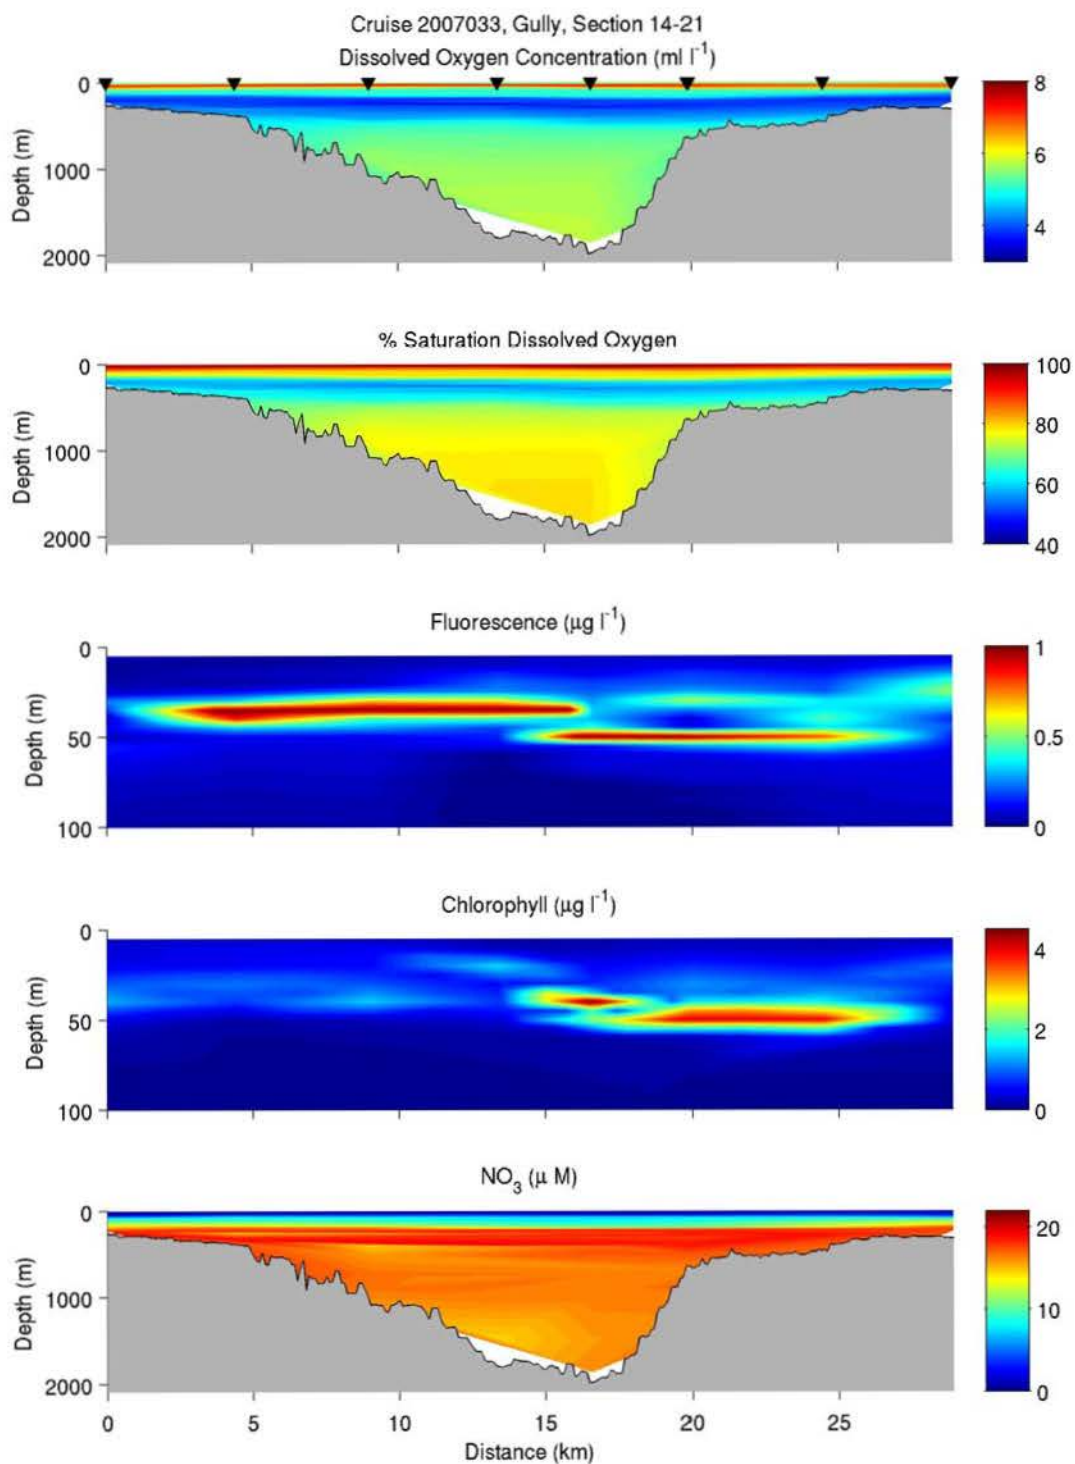 Cruise 2007033, Gully, Section 14-21
Dissolved Oxygen Concentration (ml l⁻¹)
0
1000
2000
Depth (m)
8
6
4
% Saturation Dissolved Oxygen
0
1000
2000
Depth (m)
100
80
60
40
Fluorescence (μg l⁻¹)
0
50
100
Depth (m)
1
0.5
0
Chlorophyll (μg l⁻¹)
0
50
100
Depth (m)
4
2
0
NO₃ (μ M)
0
1000
2000
Depth (m)
20
10
0
0 5 10 15 20 25
Distance (km)